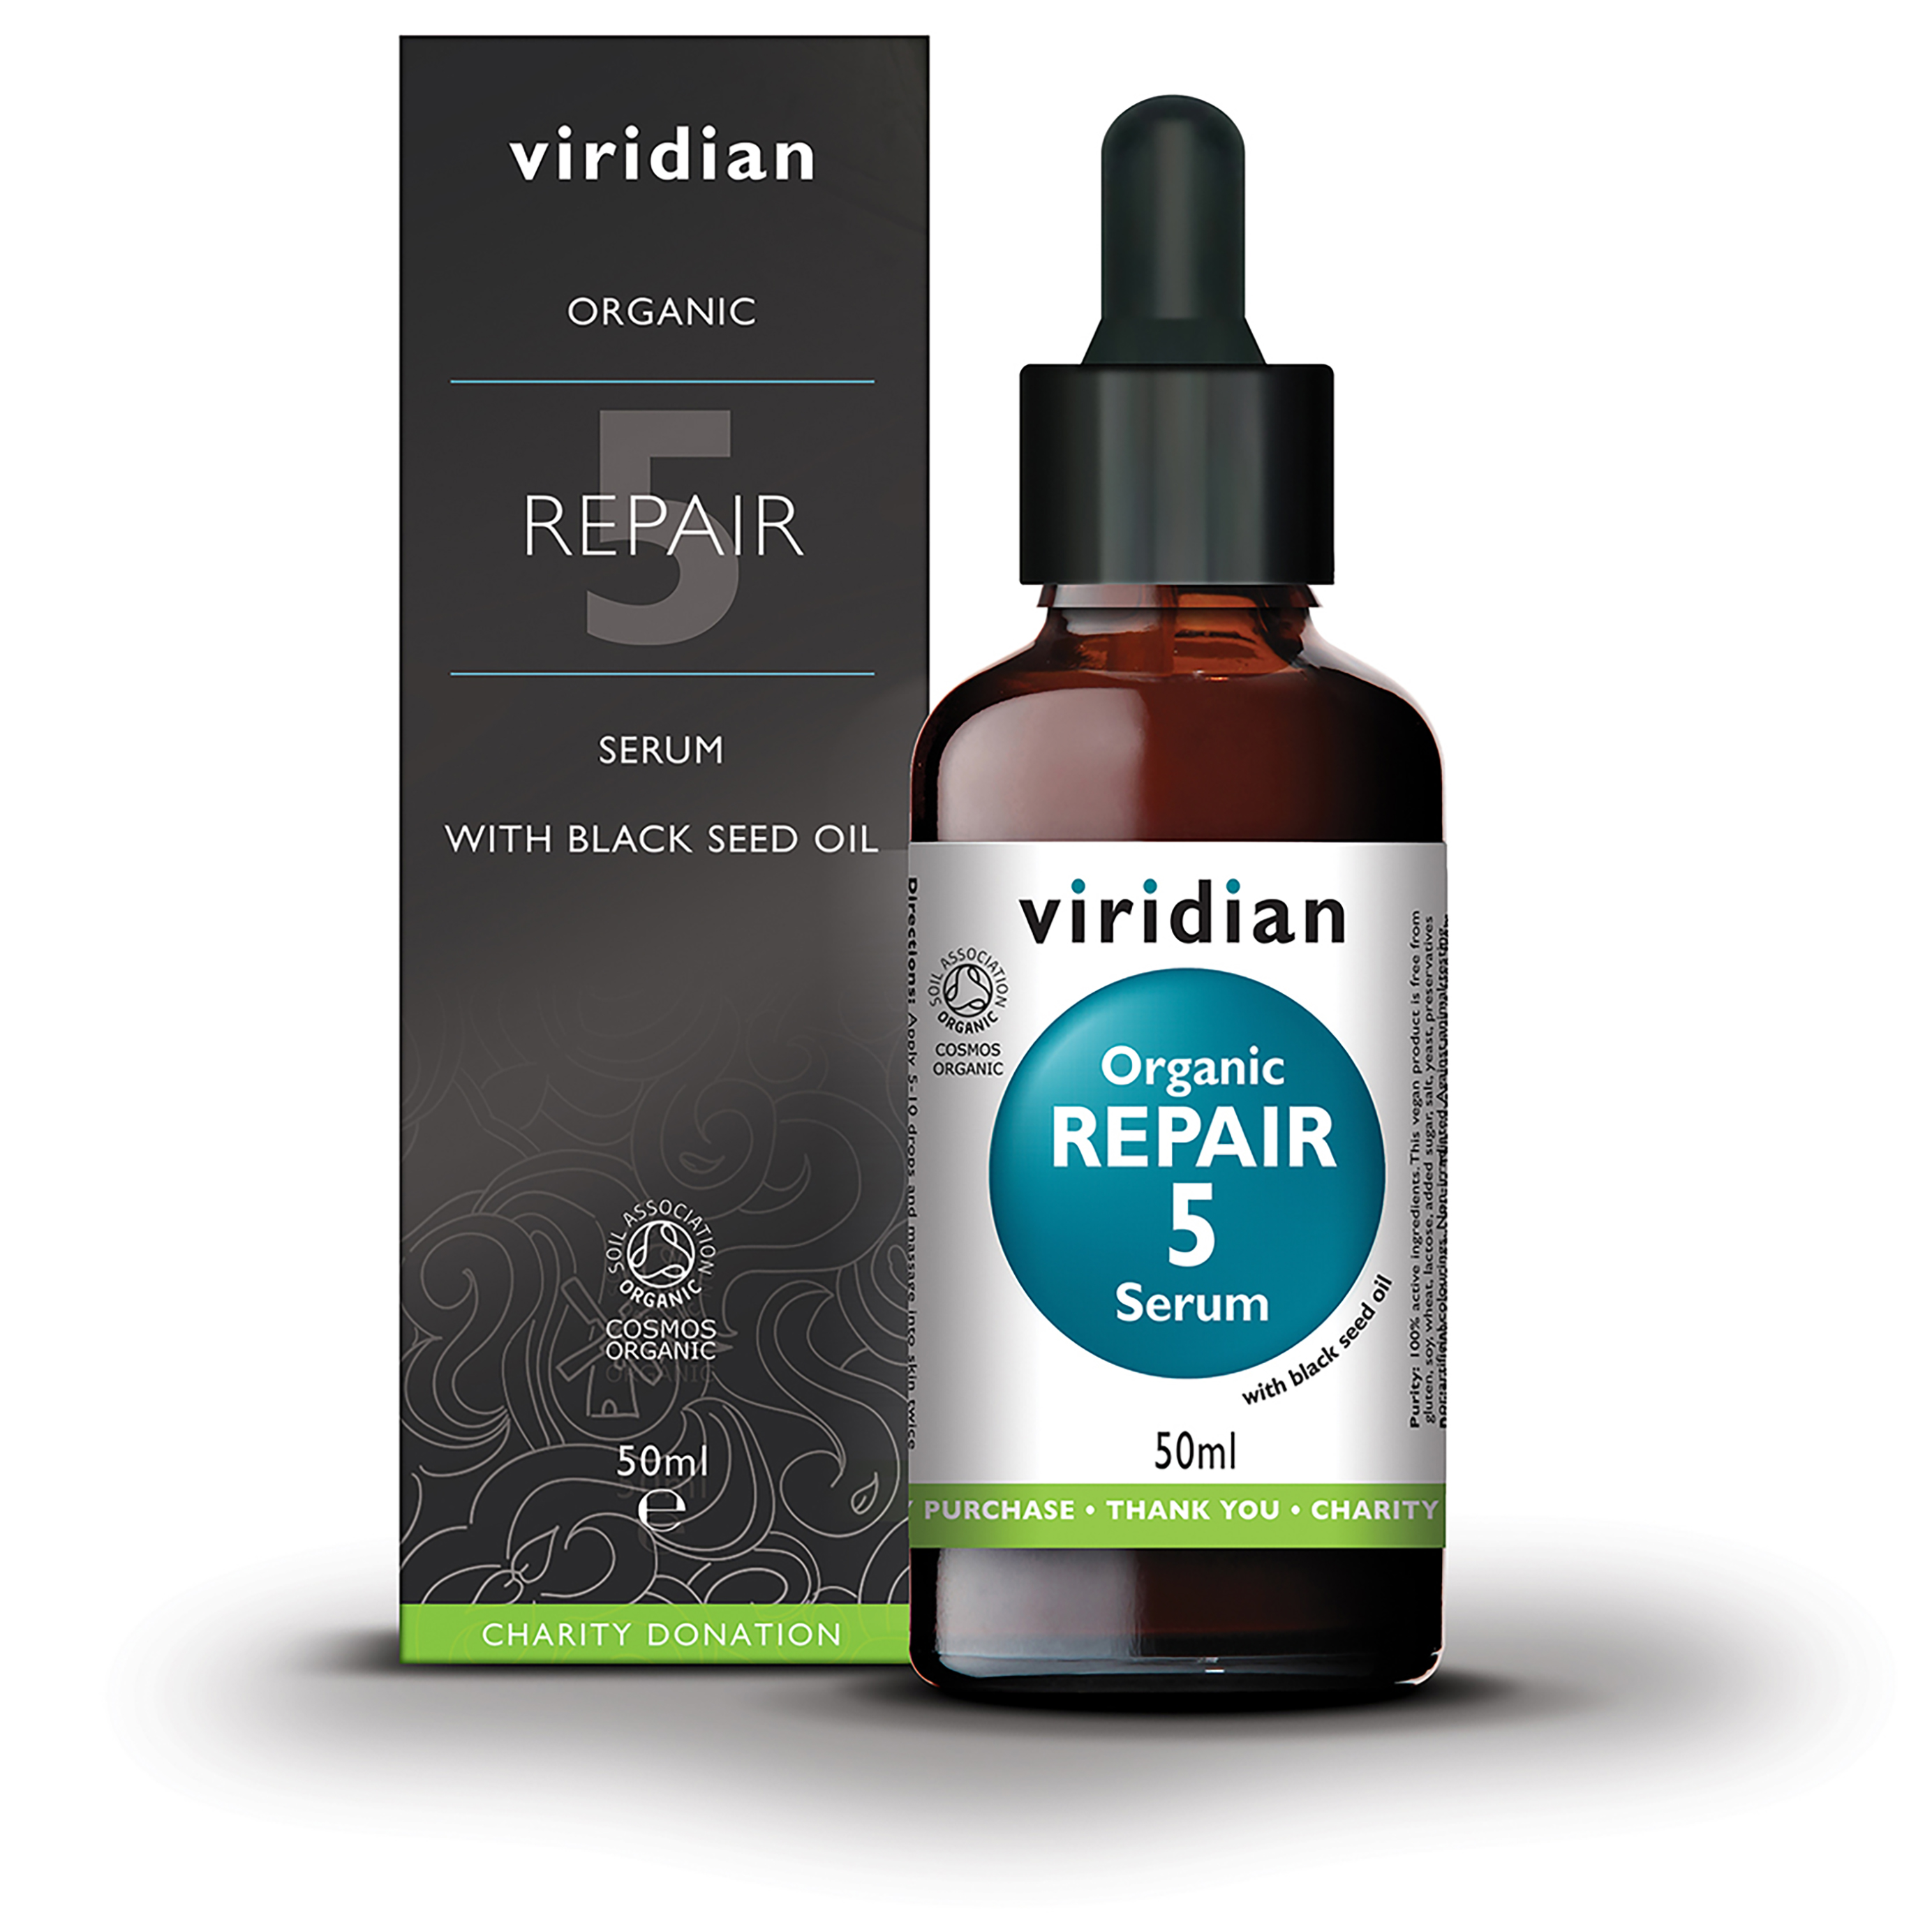 viridian
ORGANIC
5
REPAIR
SERUM
WITH BLACK SEED OIL
SOIL ASSOCIATION
ORGANIC
COSMOS
ORGANIC
50ml
e
CHARITY DONATION
Directions: Apply 5-10 drops and massage into skin twice
viridian
SOIL ASSOCIATION
ORGANIC
COSMOS
ORGANIC
Organic
REPAIR
5
Serum
with black seed oil
50ml
PURCHASE • THANK YOU • CHARITY
Purity: 100% active ingredients. This vegan product is free from
gluten, soy, wheat, lactose, added sugar, salt, yeast, preservatives